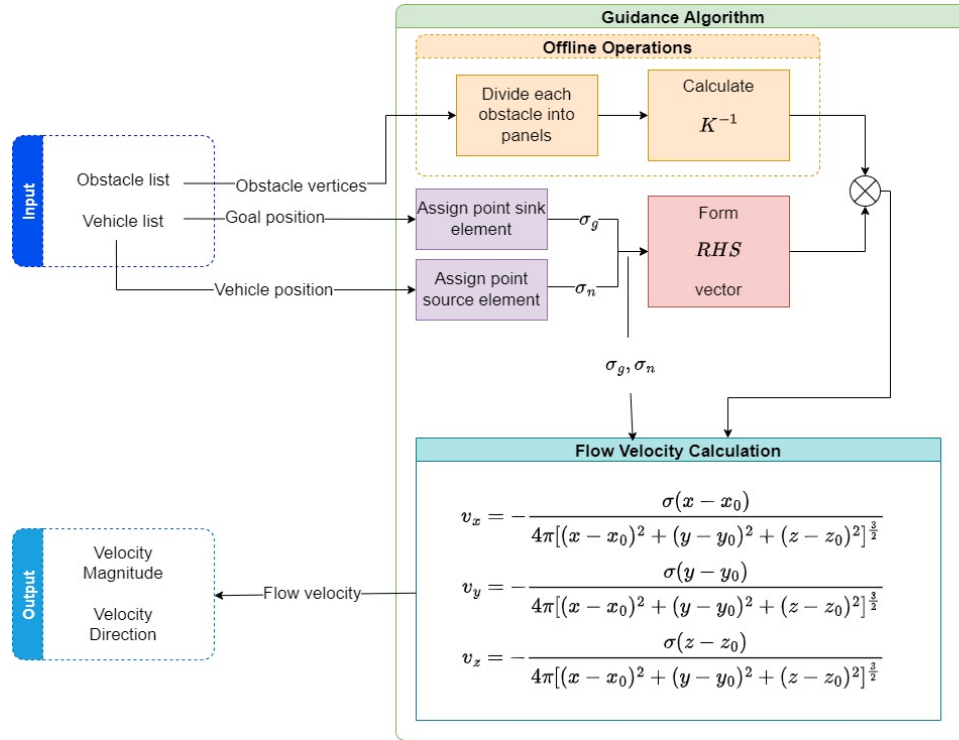 Guidance Algorithm
Offline Operations
Divide each
obstacle into
panels
Calculate
K⁻¹
Input
Obstacle list
Vehicle list
Obstacle vertices
Goal position
Vehicle position
Assign point sink
element
σ_g
Assign point
source element
σ_n
Form
RHS
vector
σ_g, σ_n
Flow Velocity Calculation
v_x = − σ(x − x_0) / 4π[(x − x_0)² + (y − y_0)² + (z − z_0)²]^{3/2}
v_y = − σ(y − y_0) / 4π[(x − x_0)² + (y − y_0)² + (z − z_0)²]^{3/2}
v_z = − σ(z − z_0) / 4π[(x − x_0)² + (y − y_0)² + (z − z_0)²]^{3/2}
Flow velocity
Output
Velocity
Magnitude
Velocity
Direction